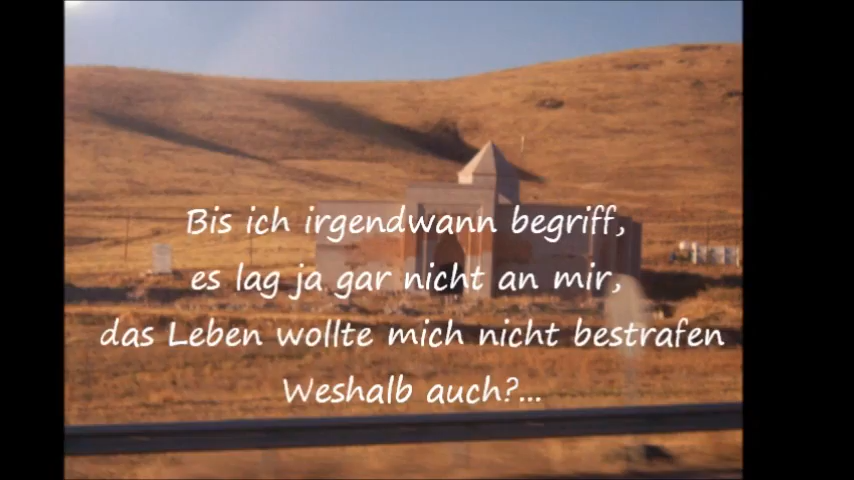 Bis ich irgendwann begriff,
es lag ja gar nicht an mir,
das Leben wollte mich nicht bestrafen
Weshalb auch?...